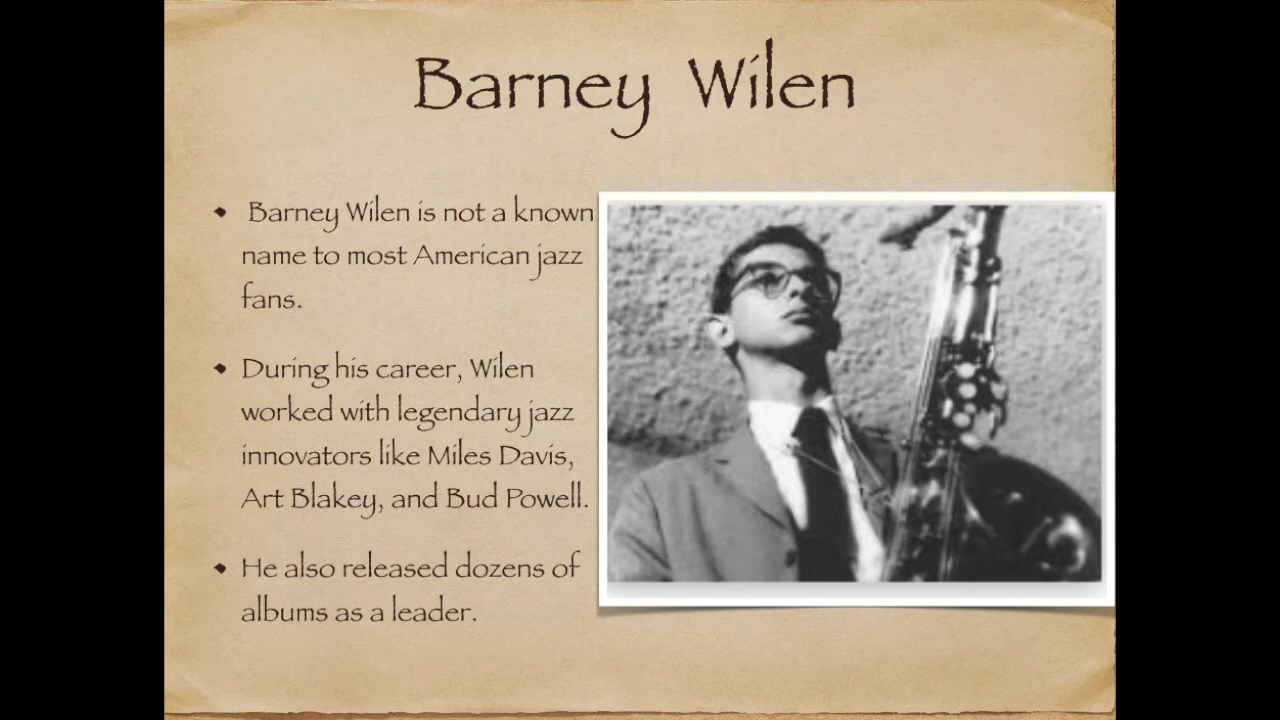 Barney Wilen
• Barney Wilen is not a known
name to most American jazz
fans.
• During his career, Wilen
worked with legendary jazz
innovators like Miles Davis,
Art Blakey, and Bud Powell.
• He also released dozens of
albums as a leader.